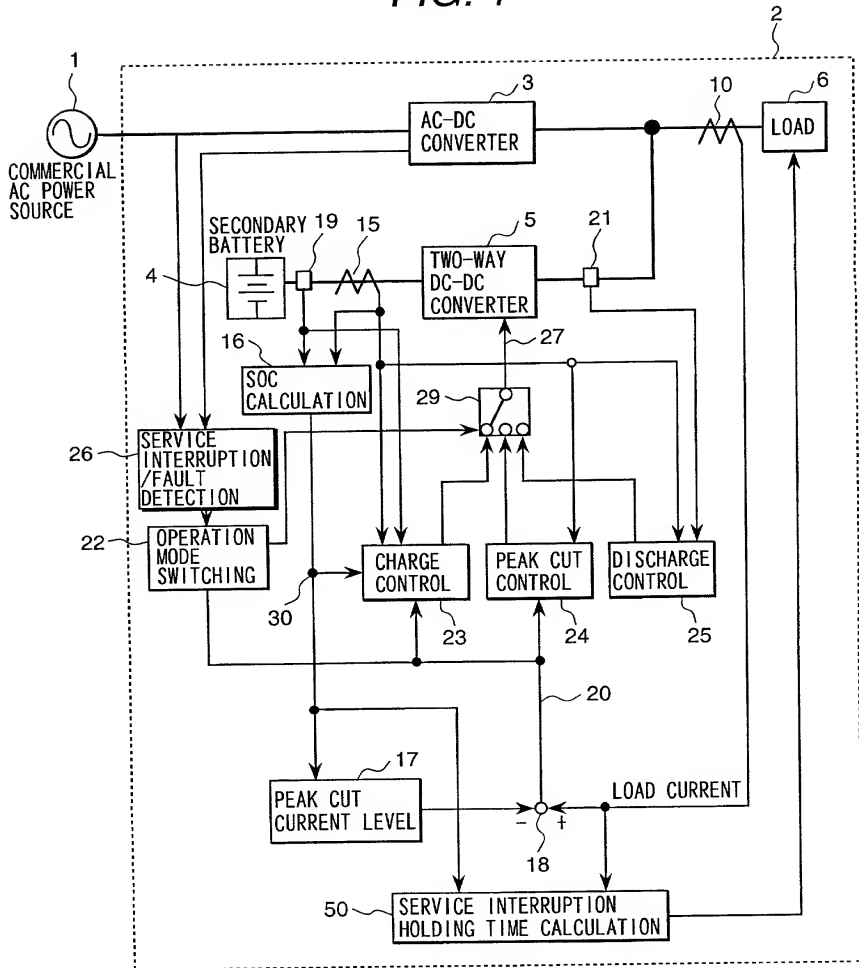 2
1
3
10
6
AC-DC
CONVERTER
LOAD
COMMERCIAL
AC POWER
SOURCE
SECONDARY
BATTERY
19
15
5
21
4
TWO-WAY
DC-DC
CONVERTER
27
16
SOC
CALCULATION
29
26
SERVICE
INTERRUPTION
/FAULT
DETECTION
22
OPERATION
MODE
SWITCHING
CHARGE
CONTROL
PEAK CUT
CONTROL
DISCHARGE
CONTROL
30
23
24
25
20
17
PEAK CUT
CURRENT LEVEL
LOAD CURRENT
- +
18
50
SERVICE INTERRUPTION
HOLDING TIME CALCULATION